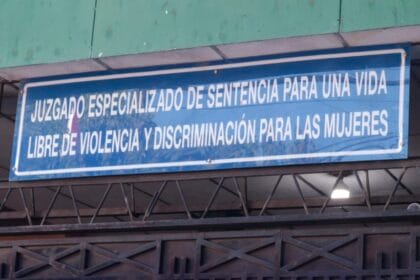 JUZGADO ESPECIALIZADO DE SENTENCIA PARA UNA VIDA
LIBRE DE VIOLENCIA Y DISCRIMINACIÓN PARA LAS MUJERES